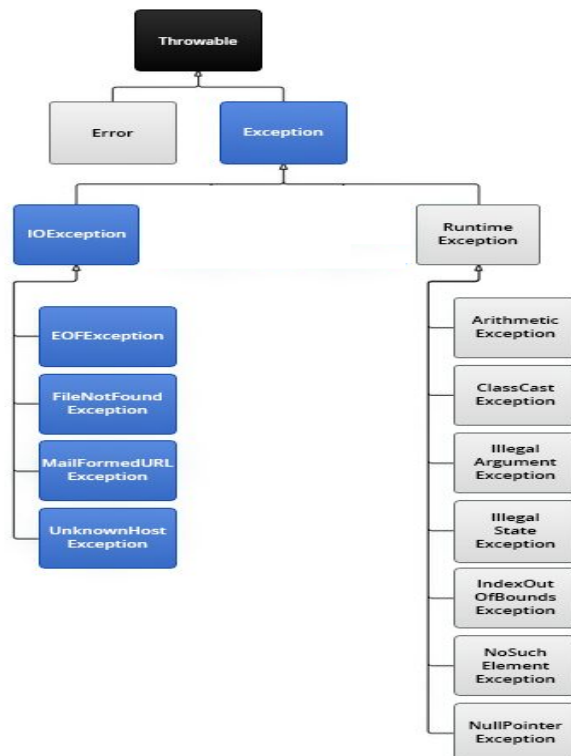 Throwable
Error
Exception
IOException
Runtime
Exception
EOFException
FileNotFound
Exception
MailFormedURL
Exception
UnknownHost
Exception
Arithmetic
Exception
ClassCast
Exception
Illegal
Argument
Exception
Illegal
State
Exception
IndexOut
OfBounds
Exception
NoSuch
Element
Exception
NullPointer
Exception